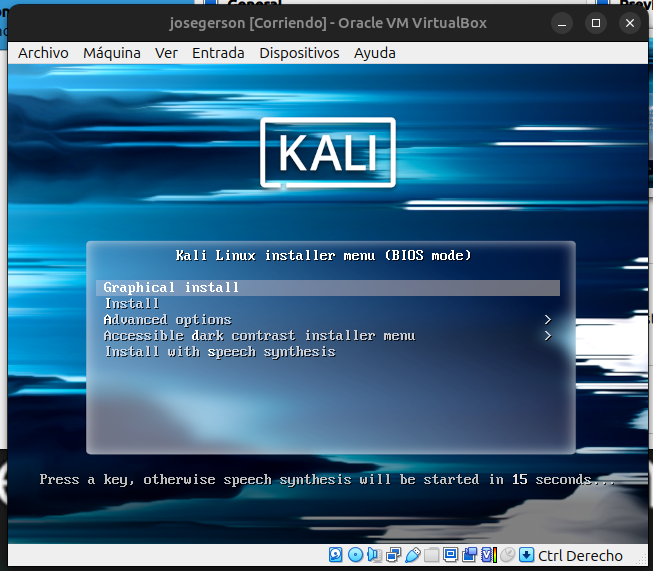 General
josegerson [Corriendo] - Oracle VM VirtualBox
Archivo Máquina Ver Entrada Dispositivos Ayuda
KALI
Kali Linux installer menu (BIOS mode)
Graphical install
Install
Advanced options >
Accessible dark contrast installer menu >
Install with speech synthesis
Press a key, otherwise speech synthesis will be started in 15 seconds...
Ctrl Derecho